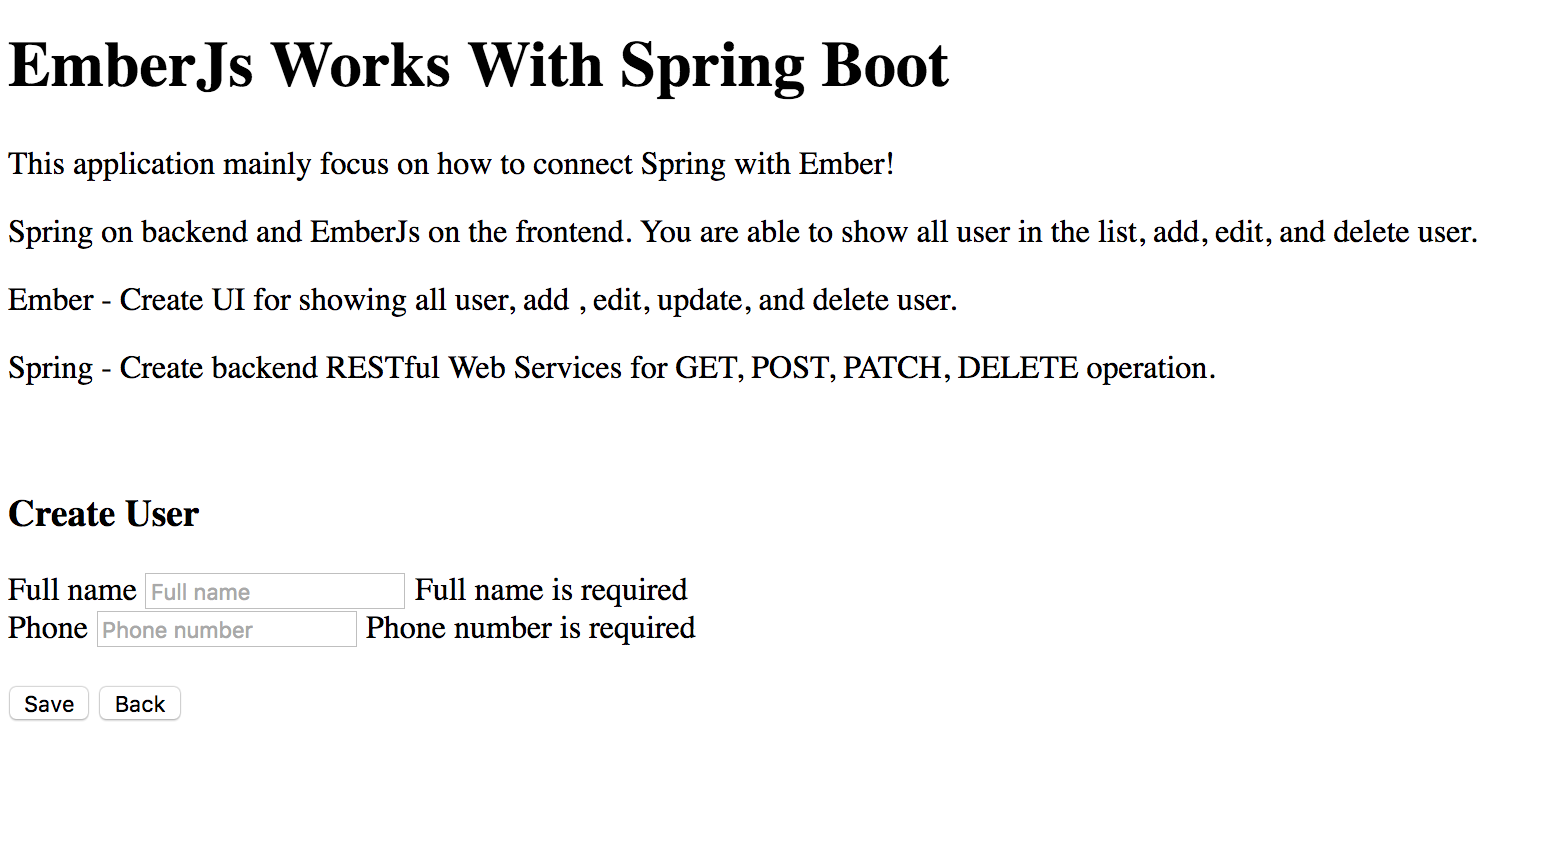 EmberJs Works With Spring Boot
This application mainly focus on how to connect Spring with Ember!
Spring on backend and EmberJs on the frontend. You are able to show all user in the list, add, edit, and delete user.
Ember - Create UI for showing all user, add , edit, update, and delete user.
Spring - Create backend RESTful Web Services for GET, POST, PATCH, DELETE operation.
Create User
Full name Full name Full name is required
Phone Phone number Phone number is required
Save Back